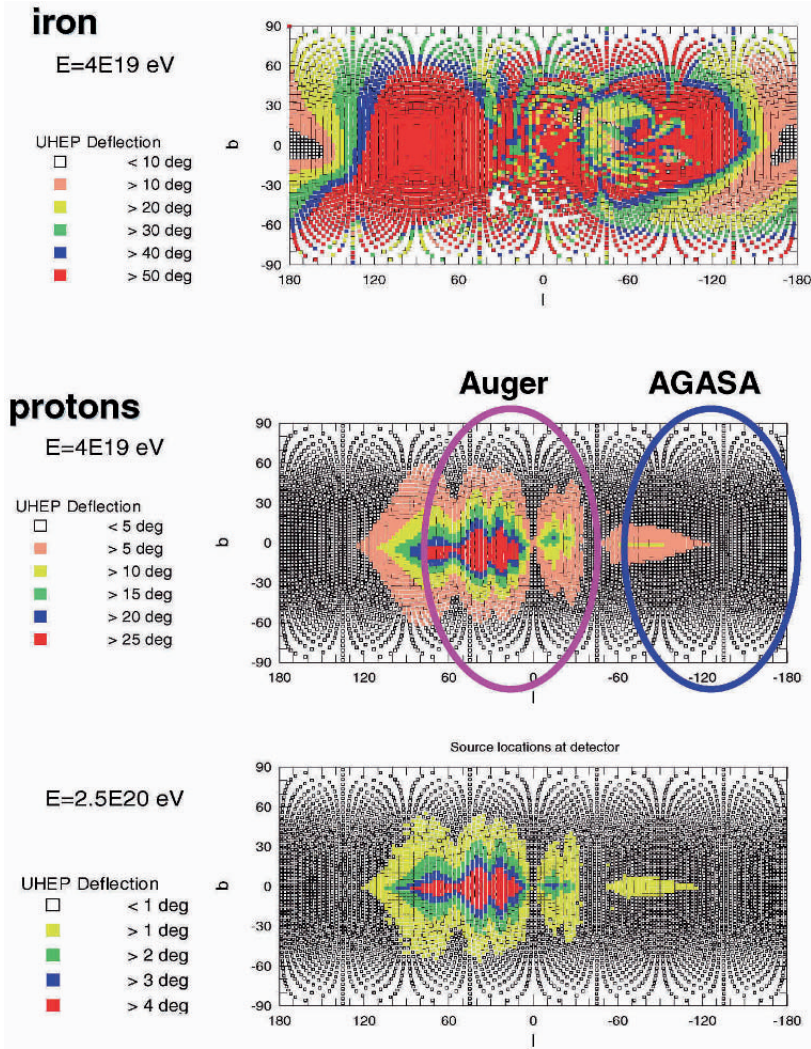 iron
E=4E19 eV
UHEP Deflection
< 10 deg
> 10 deg
> 20 deg
> 30 deg
> 40 deg
> 50 deg
b
90
60
30
0
-30
-60
-90
180 120 60 0 -60 -120 -180
l
Auger AGASA
protons
E=4E19 eV
UHEP Deflection
< 5 deg
> 5 deg
> 10 deg
> 15 deg
> 20 deg
> 25 deg
b
90
60
30
0
-30
-60
-90
180 120 60 0 -60 -120 -180
l
Source locations at detector
E=2.5E20 eV
UHEP Deflection
< 1 deg
> 1 deg
> 2 deg
> 3 deg
> 4 deg
b
90
60
30
0
-30
-60
-90
180 120 60 0 -60 -120 -180
l